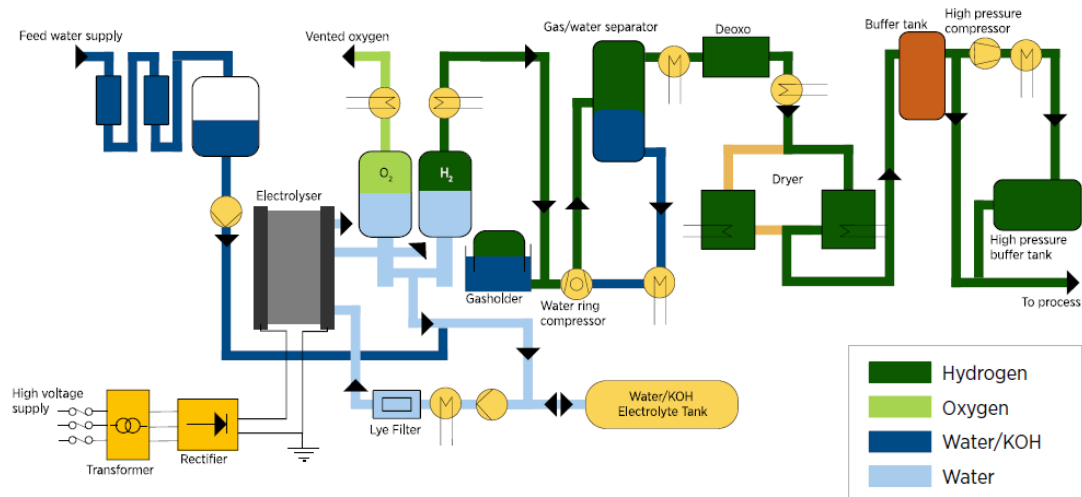 Feed water supply
Vented oxygen
Gas/water separator
Deoxo
Buffer tank
High pressure
compressor
O2
H2
Electrolyser
Dryer
Gasholder
Water ring
compressor
High pressure
buffer tank
To process
High voltage
supply
Transformer
Rectifier
Lye Filter
Water/KOH
Electrolyte Tank
Hydrogen
Oxygen
Water/KOH
Water